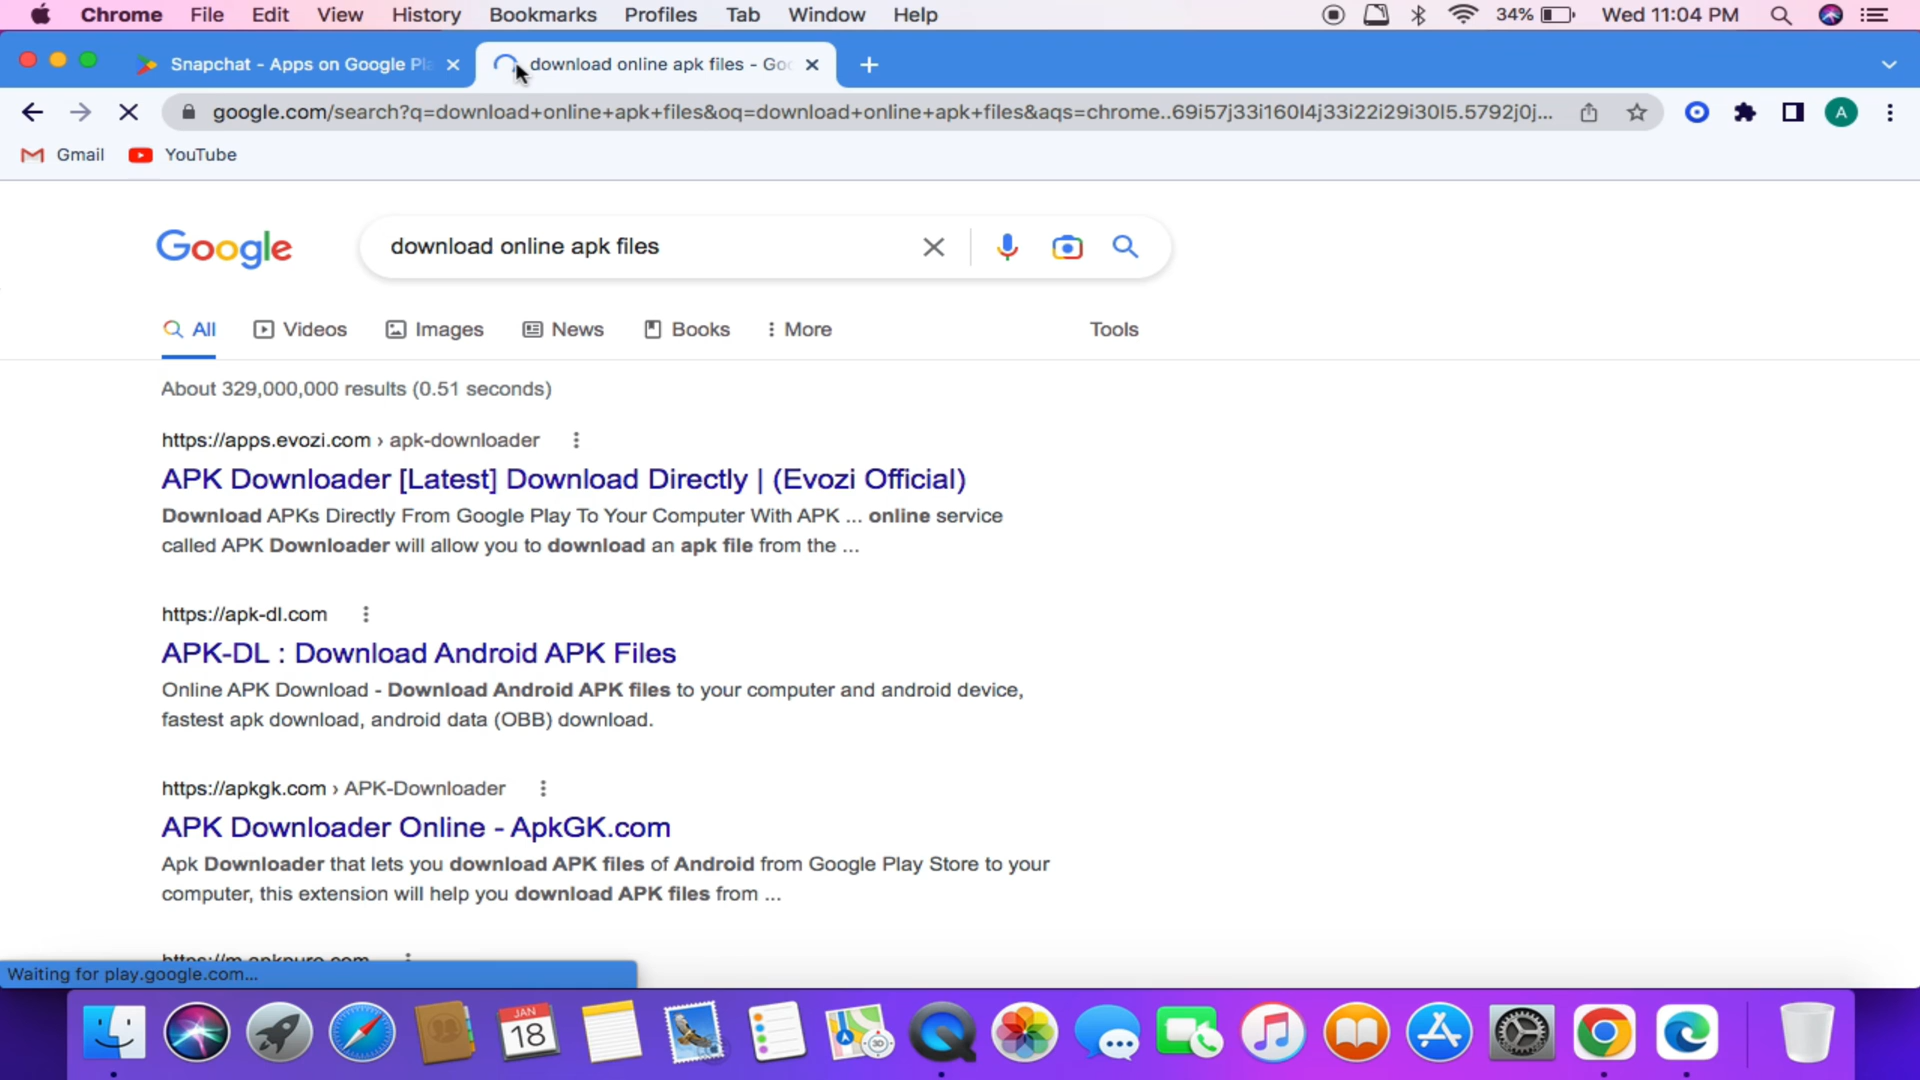 Chrome File Edit View History Bookmarks Profiles Tab Window Help 34% Wed 11:04 PM
Snapchat - Apps on Google Pl download online apk files - Go
google.com/search?q=download+online+apk+files&oq=download+online+apk+files&aqs=chrome..69i57j33i160l4j33i22i29i30l5.5792j0j... A
Gmail YouTube
Google download online apk files
All Videos Images News Books More Tools
About 329,000,000 results (0.51 seconds)
https://apps.evozi.com › apk-downloader
APK Downloader [Latest] Download Directly | (Evozi Official)
Download APKs Directly From Google Play To Your Computer With APK ... online service
called APK Downloader will allow you to download an apk file from the ...
https://apk-dl.com
APK-DL : Download Android APK Files
Online APK Download - Download Android APK files to your computer and android device,
fastest apk download, android data (OBB) download.
https://apkgk.com › APK-Downloader
APK Downloader Online - ApkGK.com
Apk Downloader that lets you download APK files of Android from Google Play Store to your
computer, this extension will help you download APK files from ...
https://m.apkpure.com
Waiting for play.google.com...
JAN
18
3D